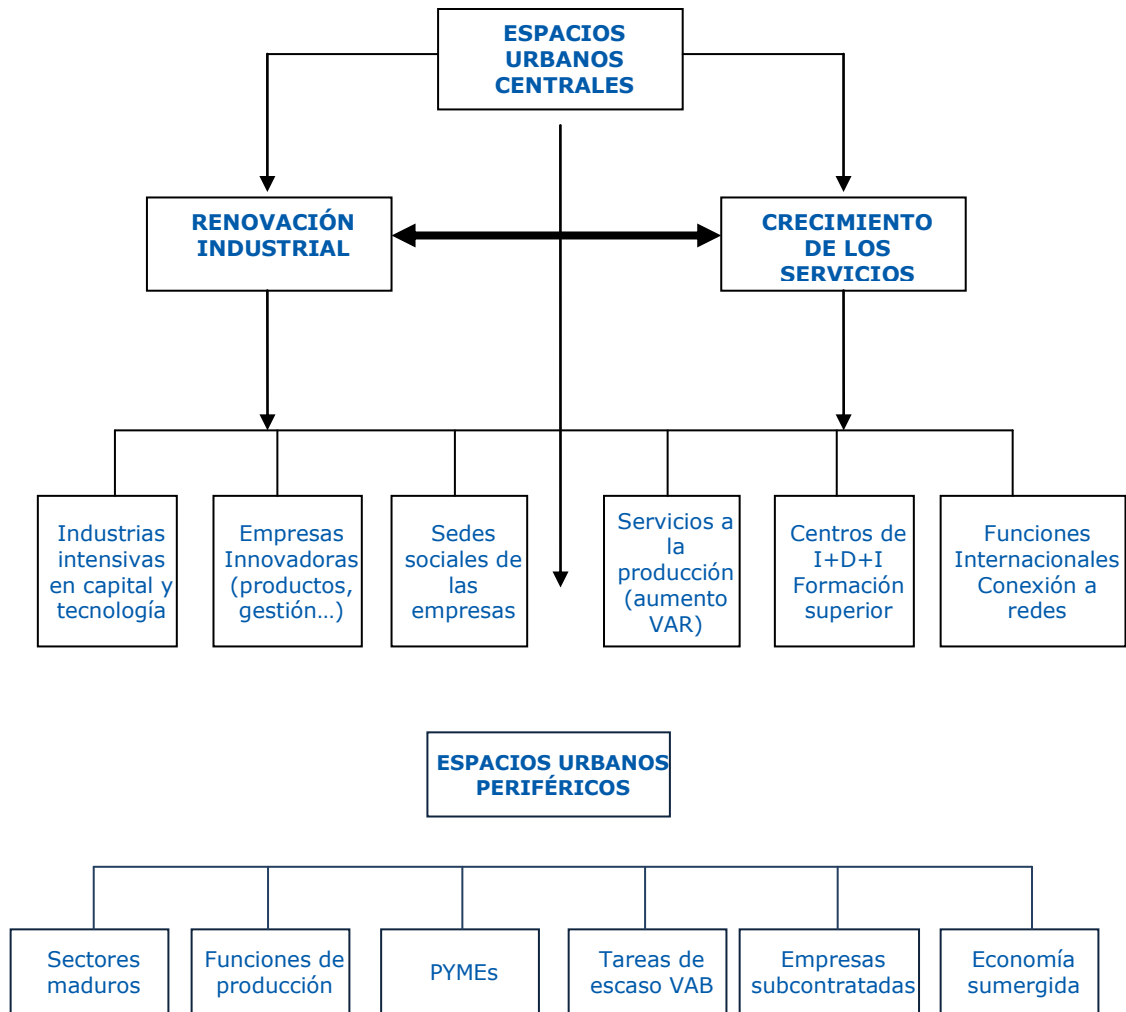 ESPACIOS
URBANOS
CENTRALES
RENOVACIÓN
INDUSTRIAL
CRECIMIENTO
DE LOS
SERVICIOS
Industrias
intensivas
en capital y
tecnología
Empresas
Innovadoras
(productos,
gestión…)
Sedes
sociales de
las
empresas
Servicios a
la
producción
(aumento
VAR)
Centros de
I+D+I
Formación
superior
Funciones
Internacionales
Conexión a
redes
ESPACIOS URBANOS
PERIFÉRICOS
Sectores
maduros
Funciones de
producción
PYMEs
Tareas de
escaso VAB
Empresas
subcontratadas
Economía
sumergida